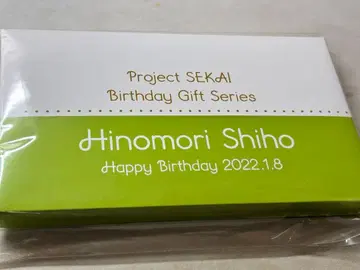 Project SEKAI
Birthday Gift Series
Hinomori Shiho
Happy Birthday 2022.1.8